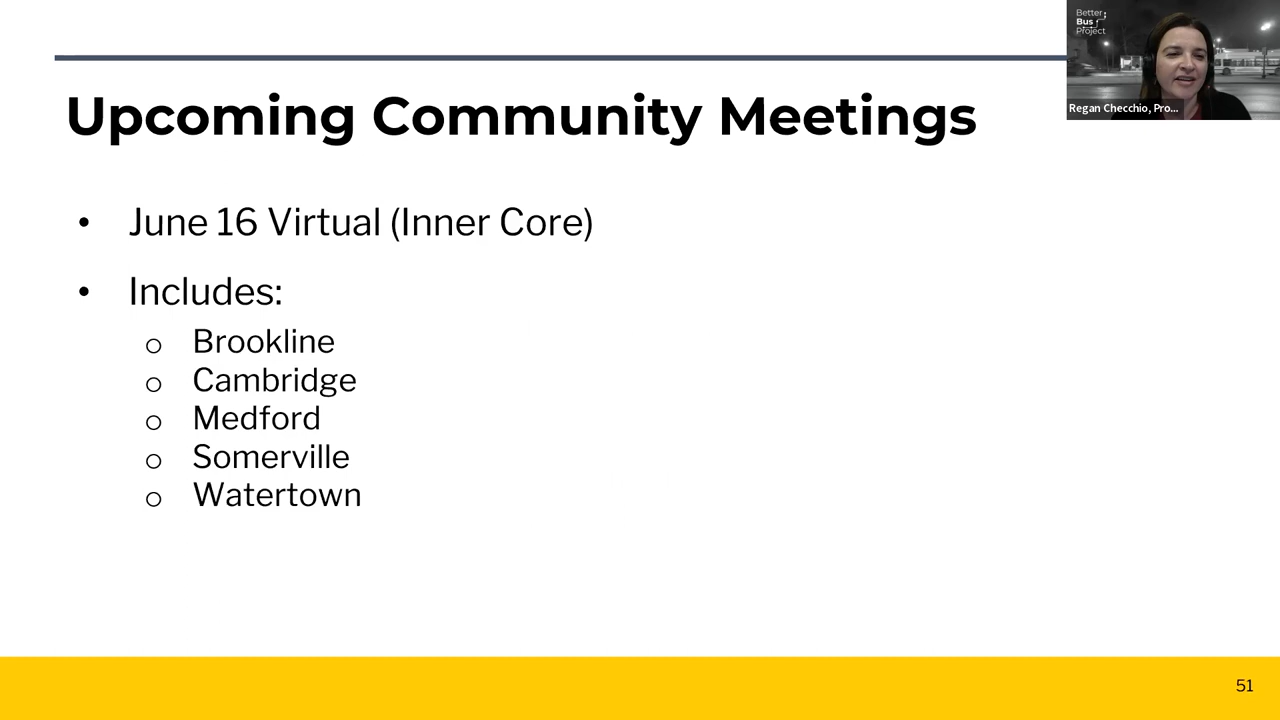 Better
Bus
Project
Regan Checchio, Pro...
Upcoming Community Meetings
• June 16 Virtual (Inner Core)
• Includes:
o Brookline
o Cambridge
o Medford
o Somerville
o Watertown
51